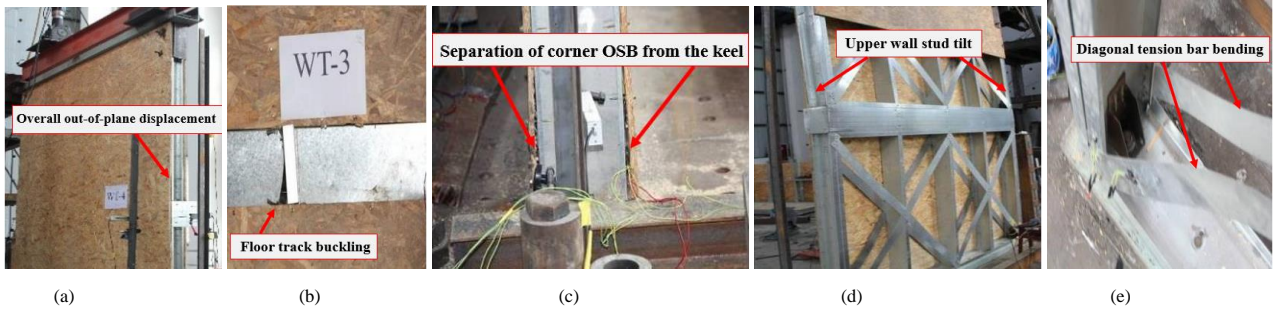 Overall out-of-plane displacement
WT-4
(a)
WT-3
Floor track buckling
(b)
Separation of corner OSB from the keel
(c)
Upper wall stud tilt
(d)
Diagonal tension bar bending
(e)